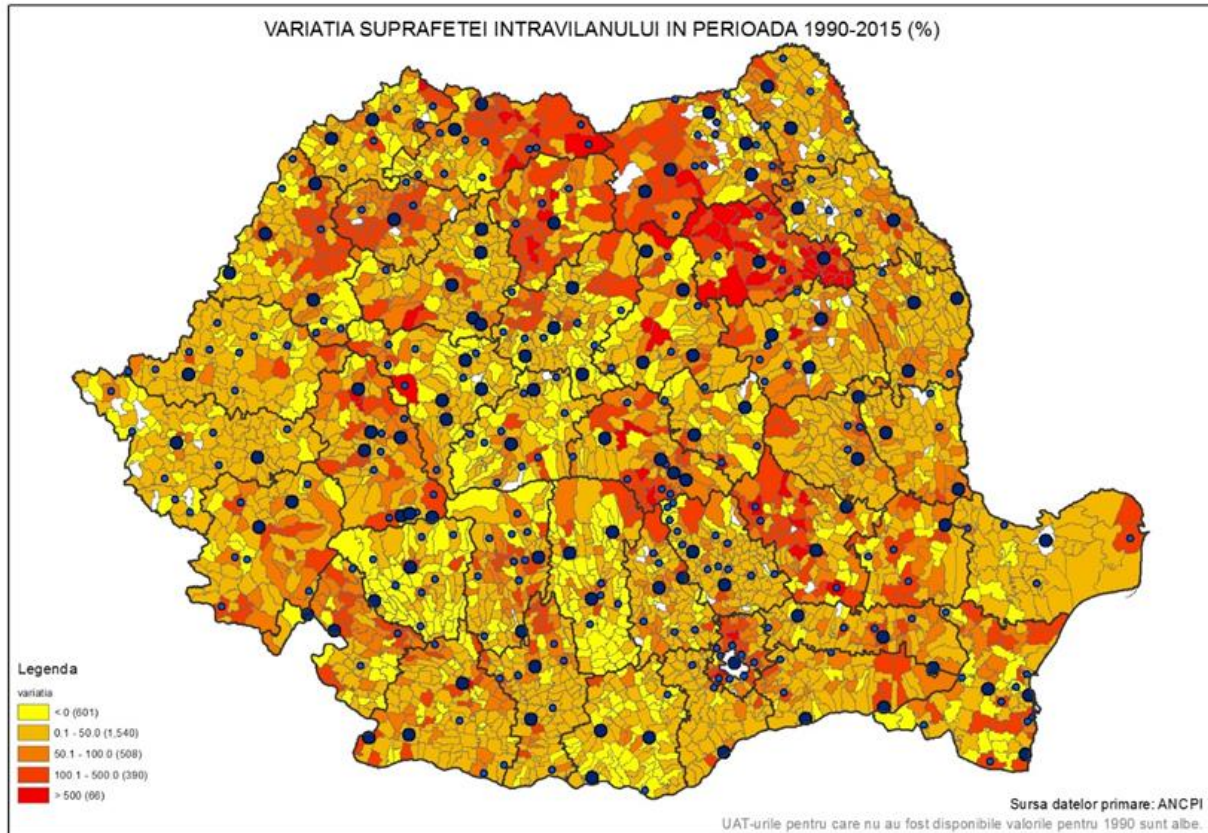 VARIATIA SUPRAFETEI INTRAVILANULUI IN PERIOADA 1990-2015 (%)
Legenda
variatia
< 0 (601)
0.1 - 50.0 (1,540)
50.1 - 100.0 (508)
100.1 - 500.0 (390)
> 500 (66)
Sursa datelor primare: ANCPI
UAT-urile pentru care nu au fost disponibile valorile pentru 1990 sunt albe.